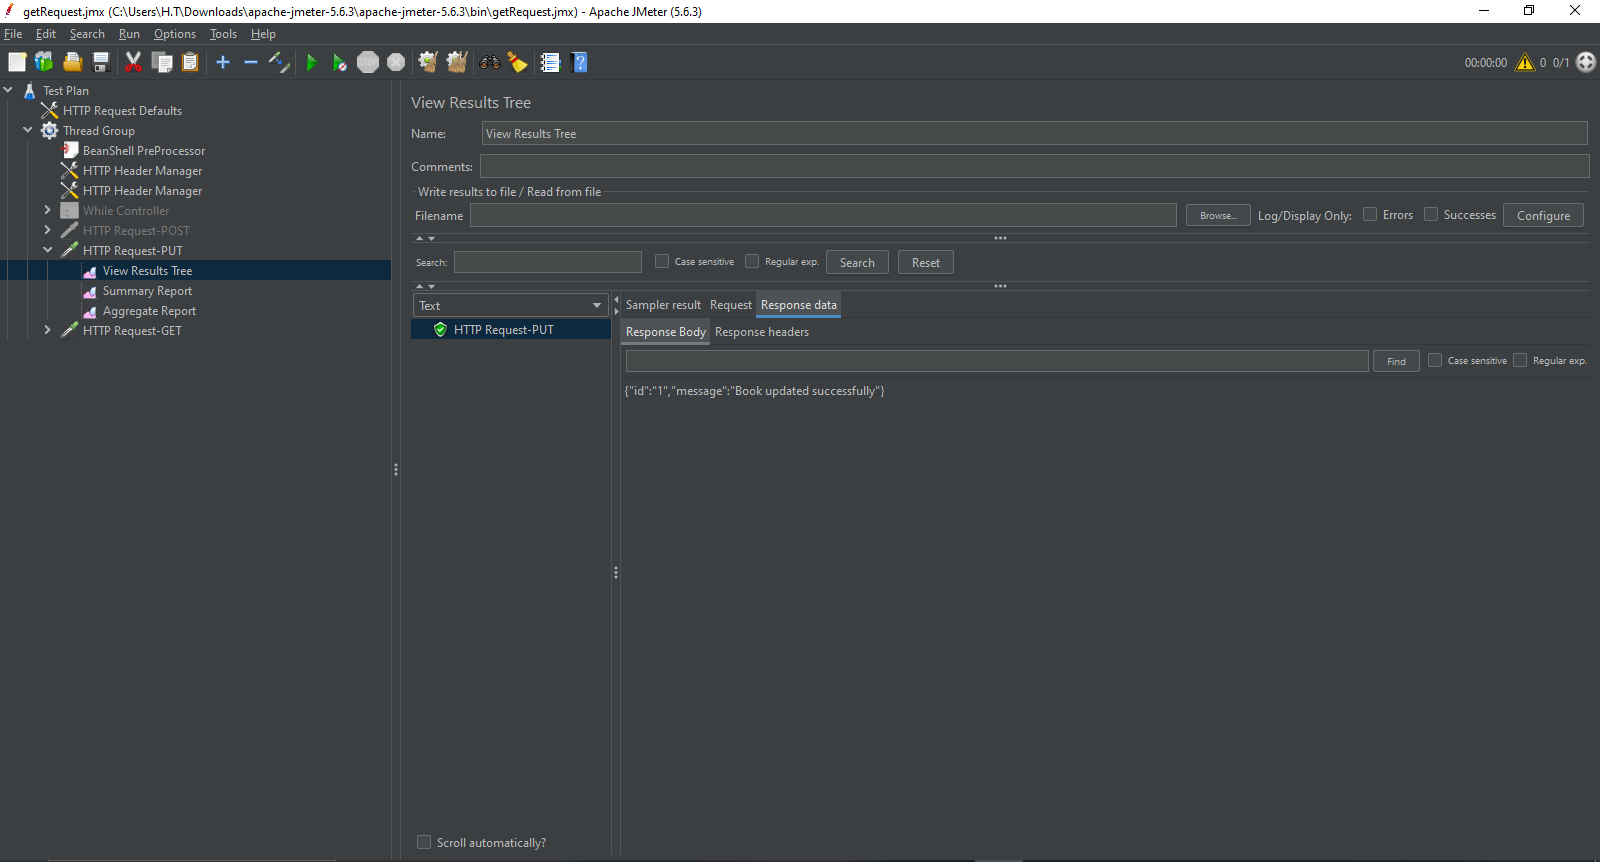 getRequest.jmx (C:\Users\H.T\Downloads\apache-jmeter-5.6.3\apache-jmeter-5.6.3\bin\getRequest.jmx) - Apache JMeter (5.6.3)
File Edit Search Run Options Tools Help
STOP 00:00:00 0 0/1
Test Plan
HTTP Request Defaults
Thread Group
BeanShell PreProcessor
HTTP Header Manager
HTTP Header Manager
While Controller
HTTP Request-POST
HTTP Request-PUT
View Results Tree
Summary Report
Aggregate Report
HTTP Request-GET
View Results Tree
Name: View Results Tree
Comments:
Write results to file / Read from file
Filename Browse... Log/Display Only: Errors Successes Configure
Search: Case sensitive Regular exp. Search Reset
Text
HTTP Request-PUT
Sampler result Request Response data
Response Body Response headers
Find Case sensitive Regular exp.
{"id":"1","message":"Book updated successfully"}
Scroll automatically?